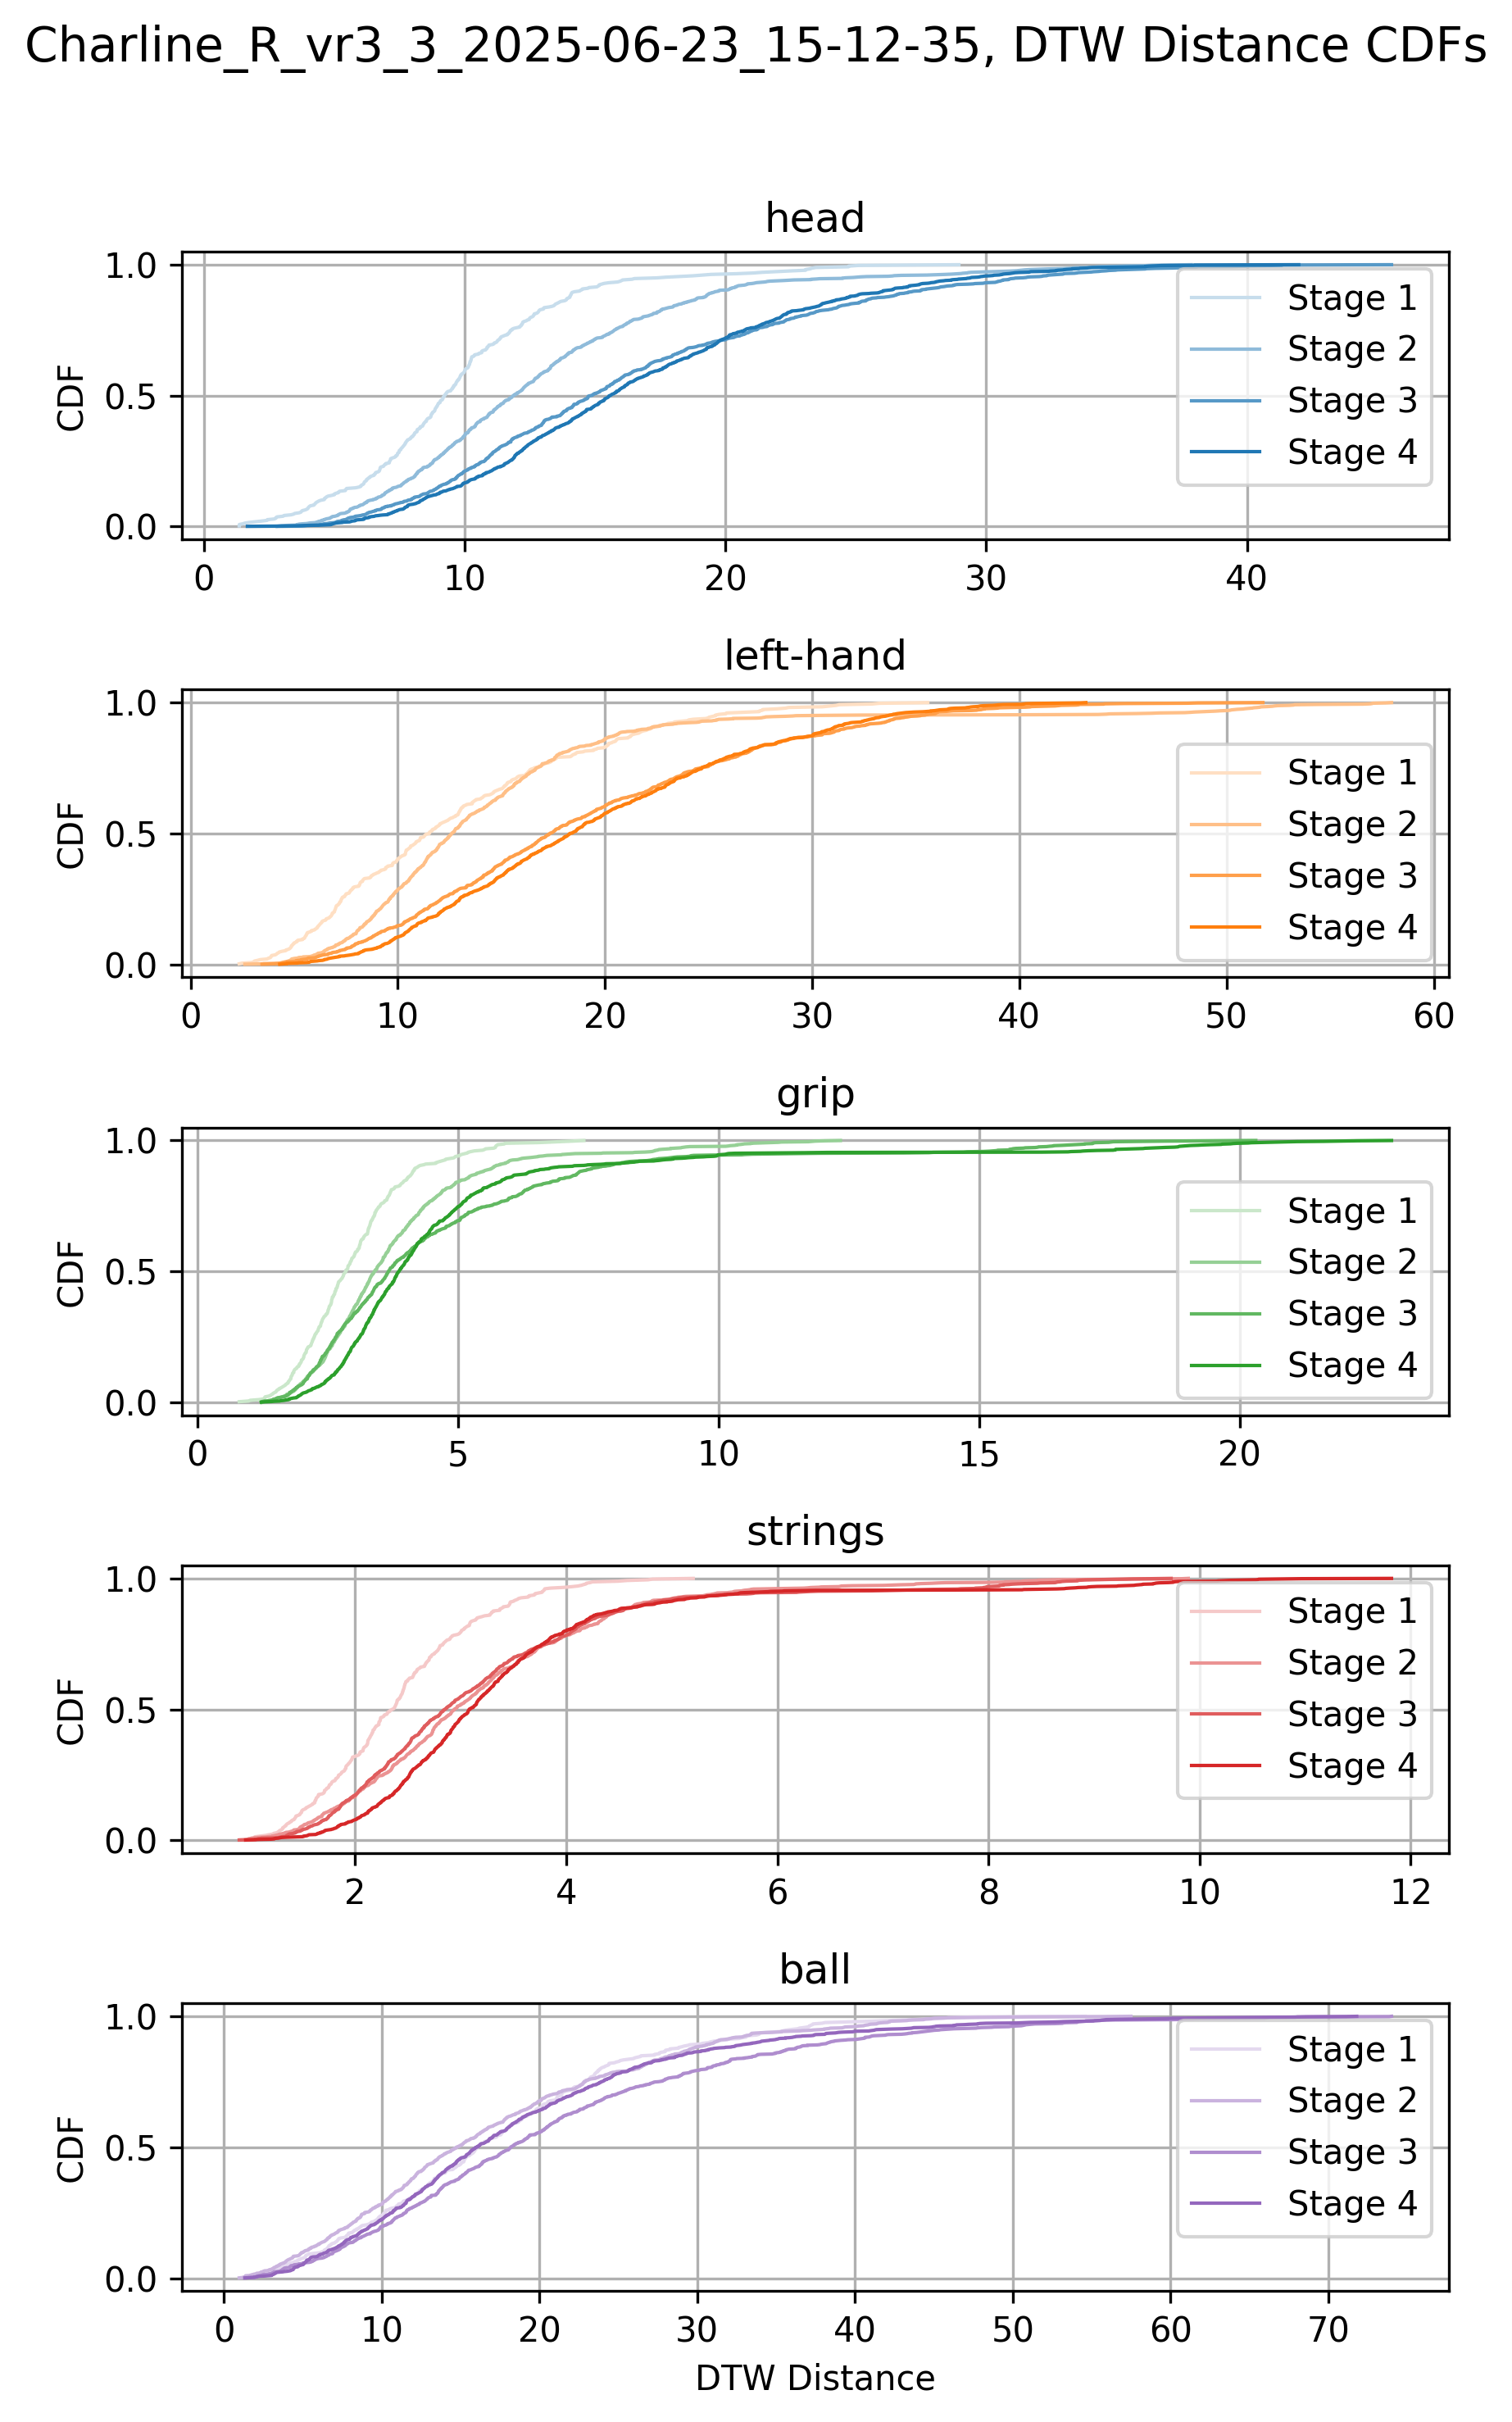 Charline_R_vr3_3_2025-06-23_15-12-35, DTW Distance CDFs
head
CDF
1.0
0.5
0.0
0 10 20 30 40
Stage 1
Stage 2
Stage 3
Stage 4
left-hand
CDF
1.0
0.5
0.0
0 10 20 30 40 50 60
Stage 1
Stage 2
Stage 3
Stage 4
grip
CDF
1.0
0.5
0.0
0 5 10 15 20
Stage 1
Stage 2
Stage 3
Stage 4
strings
CDF
1.0
0.5
0.0
2 4 6 8 10 12
Stage 1
Stage 2
Stage 3
Stage 4
ball
CDF
1.0
0.5
0.0
0 10 20 30 40 50 60 70
Stage 1
Stage 2
Stage 3
Stage 4
DTW Distance